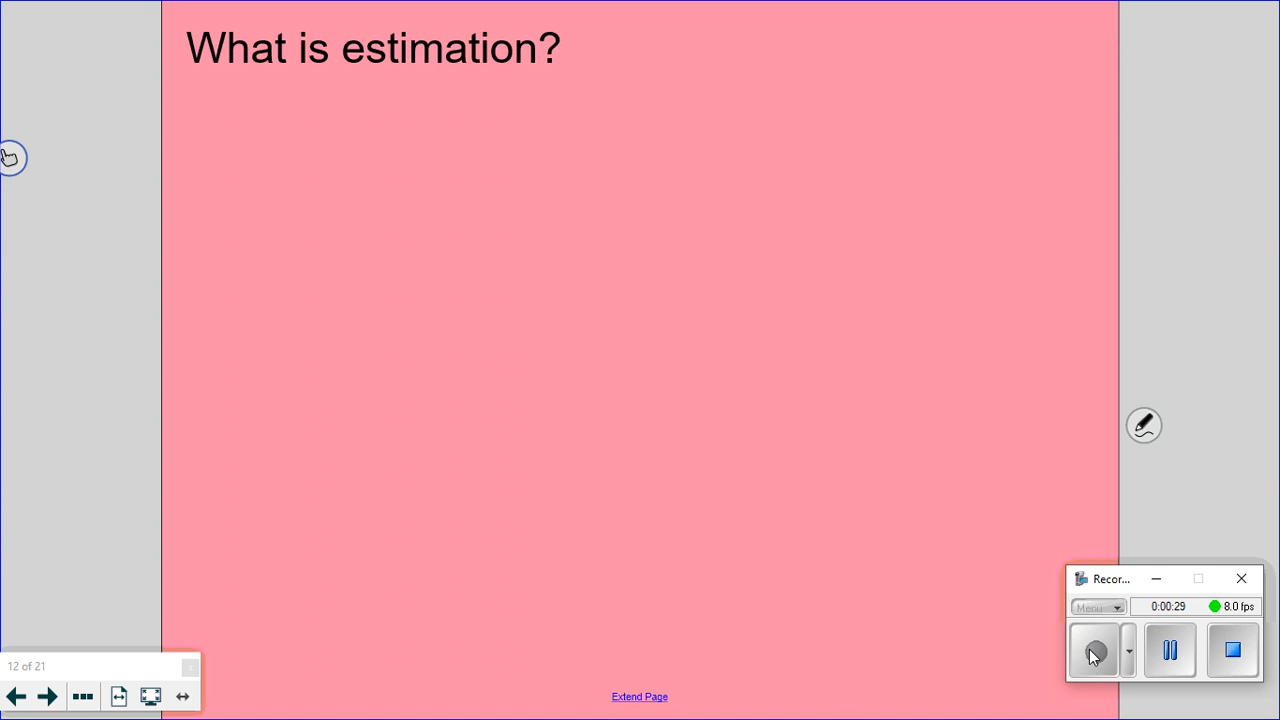 What is estimation?
Recor...
Menu
0:00:29
8.0 fps
12 of 21
Extend Page